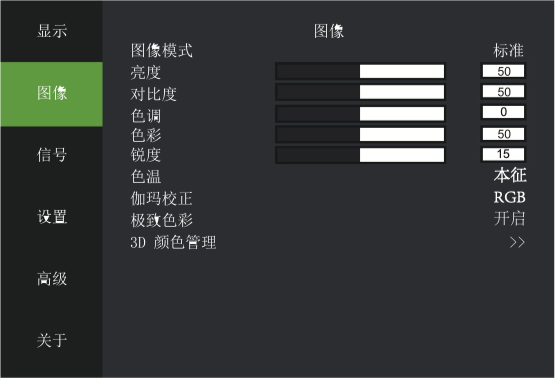 显示
图像
信号
设置
高级
关于
图像
图像模式 标准
亮度 50
对比度 50
色调 0
色彩 50
锐度 15
色温 本征
伽玛校正 RGB
极致色彩 开启
3D 颜色管理 >>